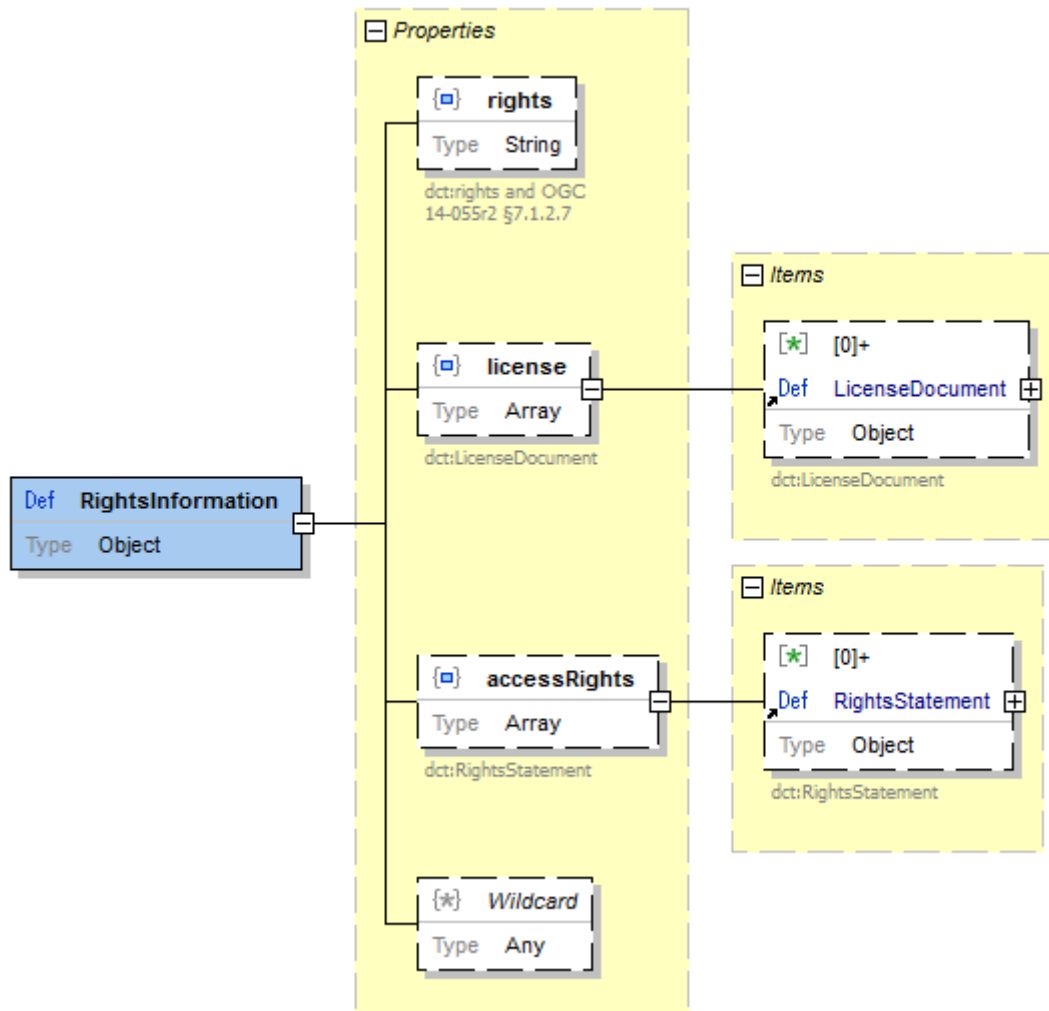 Properties
rights
Type String
dct:rights and OGC
14-055r2 §7.1.2.7
Items
[*] [0]+
Def LicenseDocument
Type Object
dct:LicenseDocument
license
Type Array
dct:LicenseDocument
Def RightsInformation
Type Object
Items
[*] [0]+
Def RightsStatement
Type Object
dct:RightsStatement
accessRights
Type Array
dct:RightsStatement
{*} Wildcard
Type Any